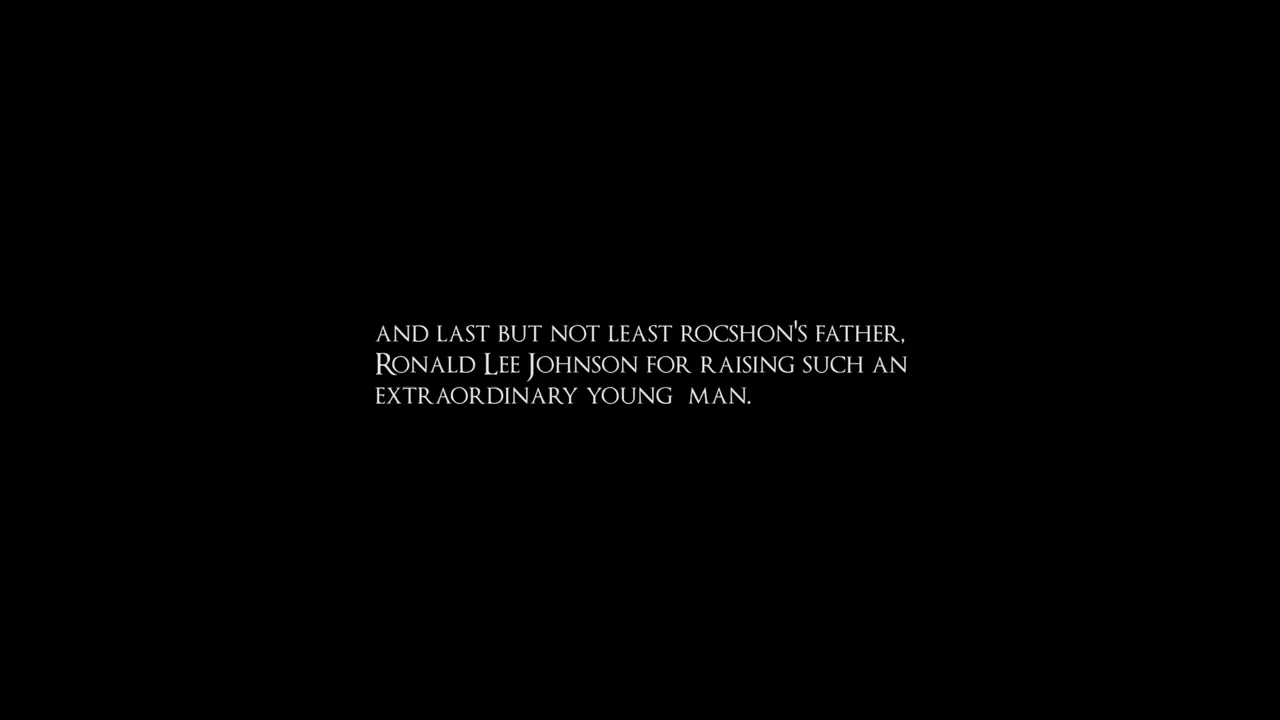 AND LAST BUT NOT LEAST ROCSHON'S FATHER,
RONALD LEE JOHNSON FOR RAISING SUCH AN
EXTRAORDINARY YOUNG  MAN.